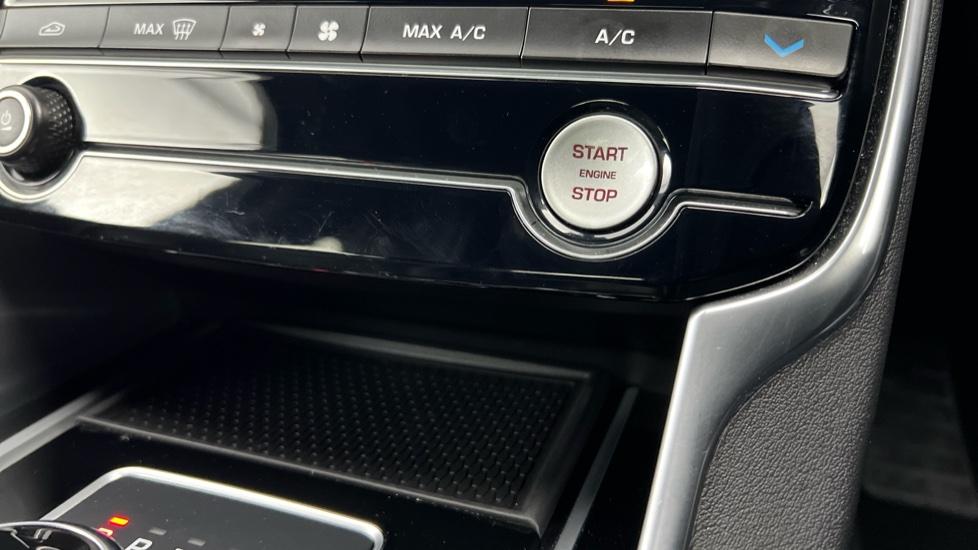 MAX MAX A/C A/C
START
ENGINE
STOP
P R